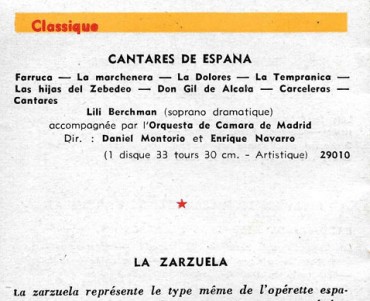 Classique
CANTARES DE ESPANA
Farruca — La marchenera — La Dolores — La Tempranica —
Las hijas del Zebedeo — Don Gil de Alcala — Carceleras —
Cantares
Lili Berchman (soprano dramatique)
accompagnée par l'Orquesta de Camara de Madrid
Dir. : Daniel Montorio et Enrique Navarro
(1 disque 33 tours 30 cm. - Artistique) 29010
★
LA ZARZUELA
La zarzuela représente le type même de l'opérette espa-